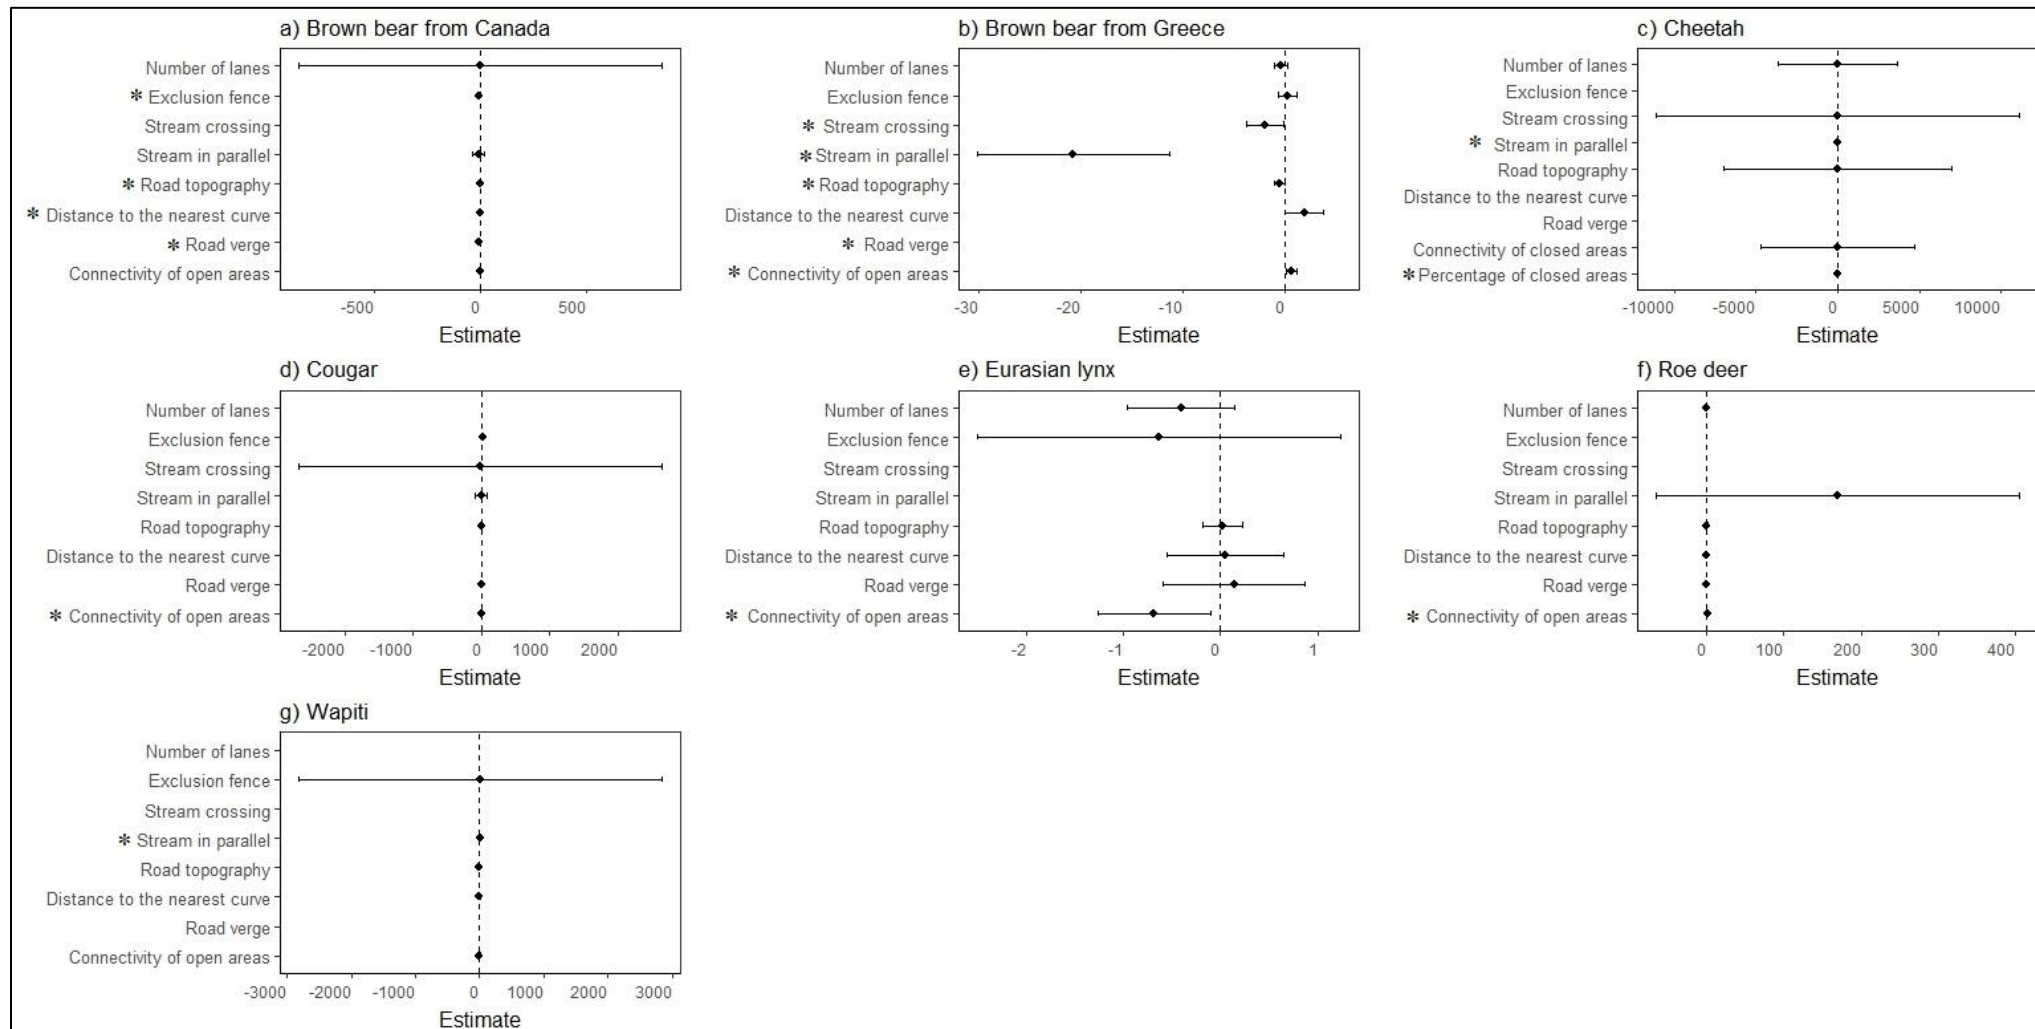 a) Brown bear from Canada
Number of lanes
* Exclusion fence
Stream crossing
Stream in parallel
* Road topography
* Distance to the nearest curve
* Road verge
Connectivity of open areas
-500 0 500
Estimate
b) Brown bear from Greece
Number of lanes
Exclusion fence
* Stream crossing
* Stream in parallel
* Road topography
Distance to the nearest curve
* Road verge
* Connectivity of open areas
-30 -20 -10 0
Estimate
c) Cheetah
Number of lanes
Exclusion fence
Stream crossing
* Stream in parallel
Road topography
Distance to the nearest curve
Road verge
Connectivity of closed areas
* Percentage of closed areas
-10000 -5000 0 5000 10000
Estimate
d) Cougar
Number of lanes
Exclusion fence
Stream crossing
Stream in parallel
Road topography
Distance to the nearest curve
Road verge
* Connectivity of open areas
-2000 -1000 0 1000 2000
Estimate
e) Eurasian lynx
Number of lanes
Exclusion fence
Stream crossing
Stream in parallel
Road topography
Distance to the nearest curve
Road verge
* Connectivity of open areas
-2 -1 0 1
Estimate
f) Roe deer
Number of lanes
Exclusion fence
Stream crossing
Stream in parallel
Road topography
Distance to the nearest curve
Road verge
* Connectivity of open areas
0 100 200 300 400
Estimate
g) Wapiti
Number of lanes
Exclusion fence
Stream crossing
* Stream in parallel
Road topography
Distance to the nearest curve
Road verge
Connectivity of open areas
-3000 -2000 -1000 0 1000 2000 3000
Estimate